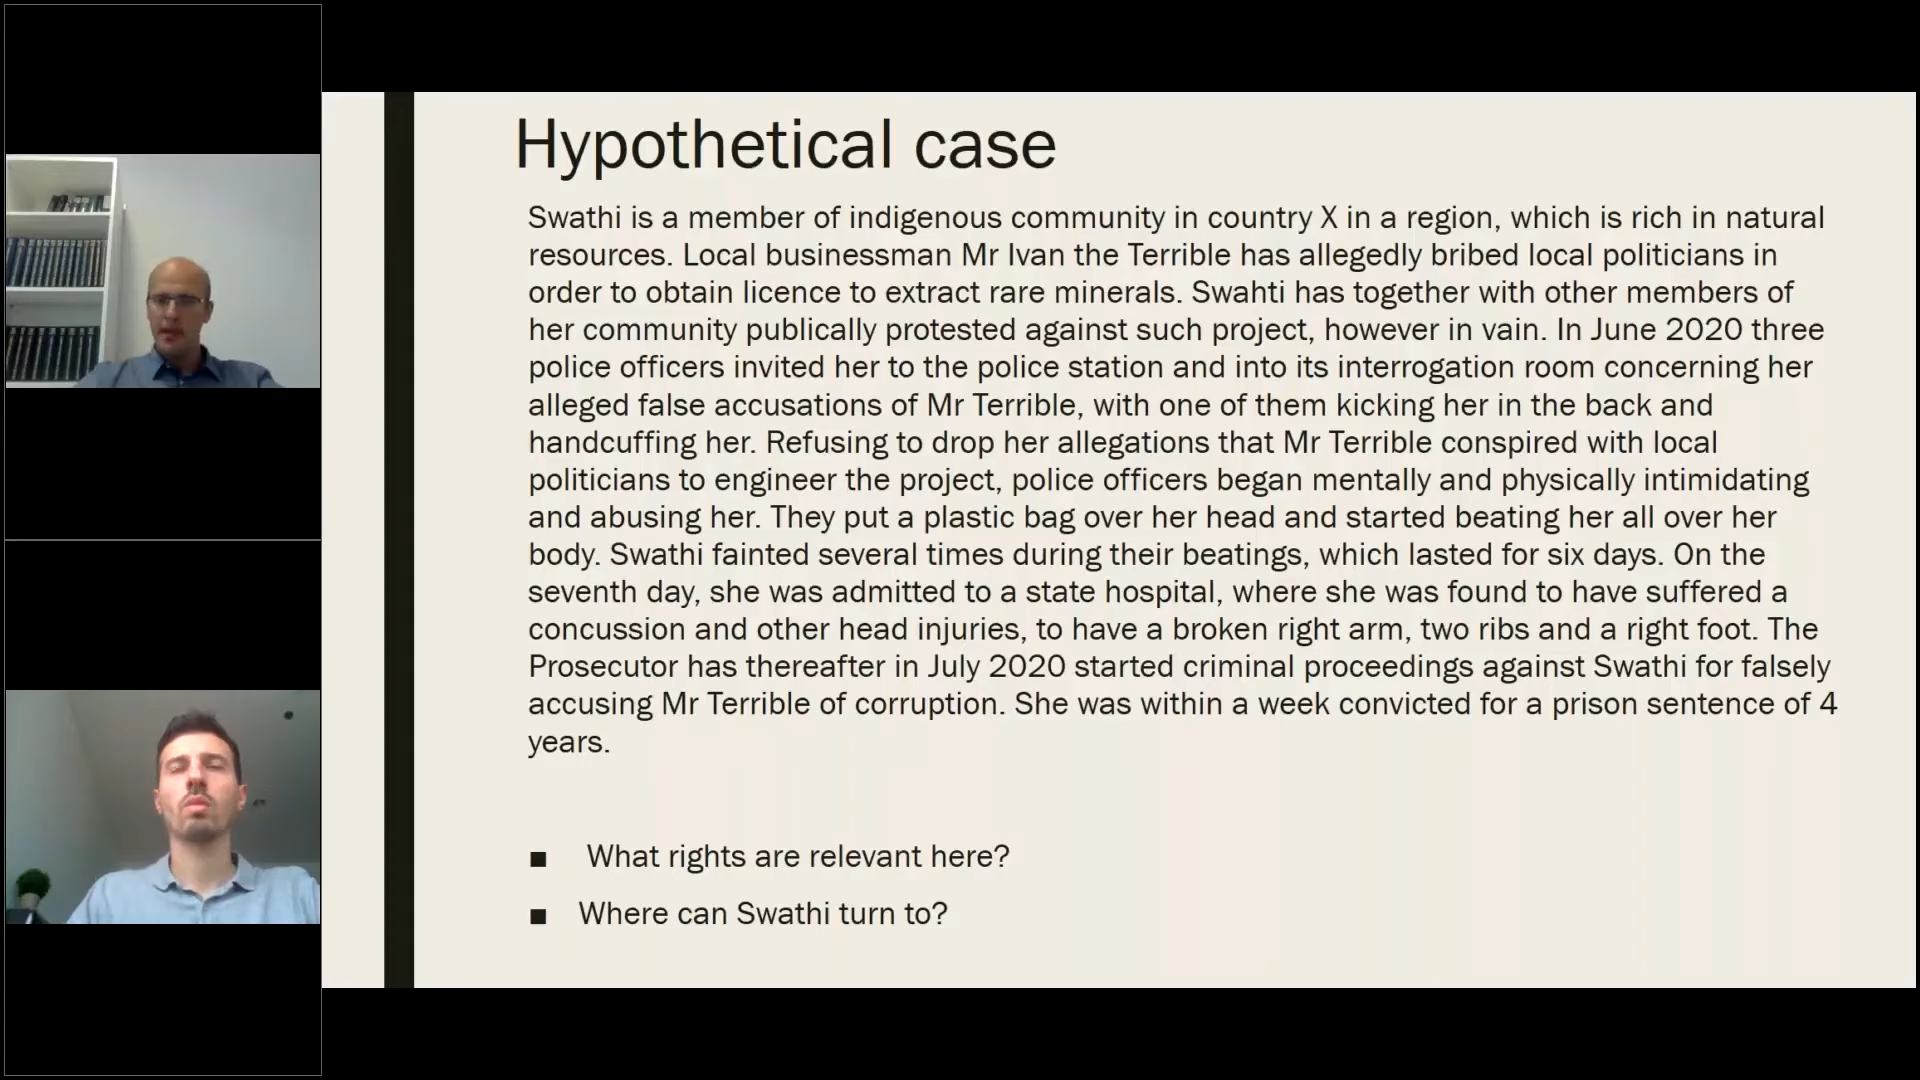 Hypothetical case
Swathi is a member of indigenous community in country X in a region, which is rich in natural
resources. Local businessman Mr Ivan the Terrible has allegedly bribed local politicians in
order to obtain licence to extract rare minerals. Swahti has together with other members of
her community publically protested against such project, however in vain. In June 2020 three
police officers invited her to the police station and into its interrogation room concerning her
alleged false accusations of Mr Terrible, with one of them kicking her in the back and
handcuffing her. Refusing to drop her allegations that Mr Terrible conspired with local
politicians to engineer the project, police officers began mentally and physically intimidating
and abusing her. They put a plastic bag over her head and started beating her all over her
body. Swathi fainted several times during their beatings, which lasted for six days. On the
seventh day, she was admitted to a state hospital, where she was found to have suffered a
concussion and other head injuries, to have a broken right arm, two ribs and a right foot. The
Prosecutor has thereafter in July 2020 started criminal proceedings against Swathi for falsely
accusing Mr Terrible of corruption. She was within a week convicted for a prison sentence of 4
years.
■ What rights are relevant here?
■ Where can Swathi turn to?